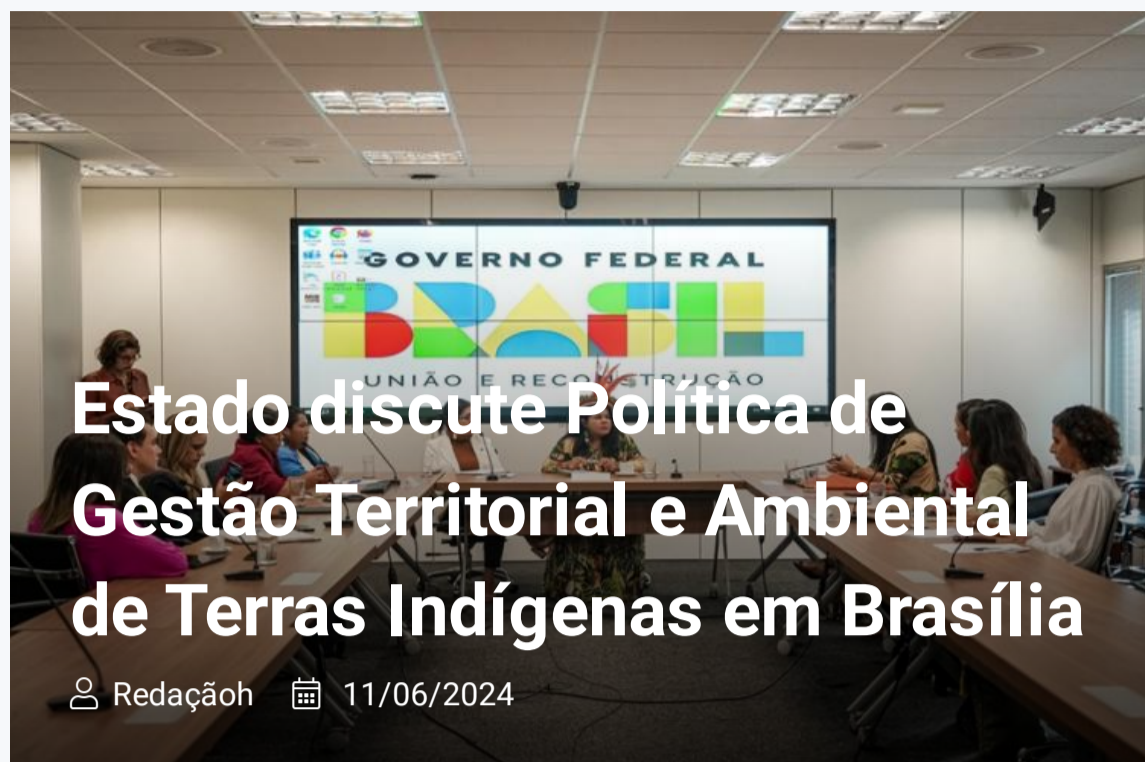 GOVERNO FEDERAL
BRASIL
UNIÃO E RECONSTRUÇÃO
Estado discute Política de
Gestão Territorial e Ambiental
de Terras Indígenas em Brasília
Redaçãoh 11/06/2024